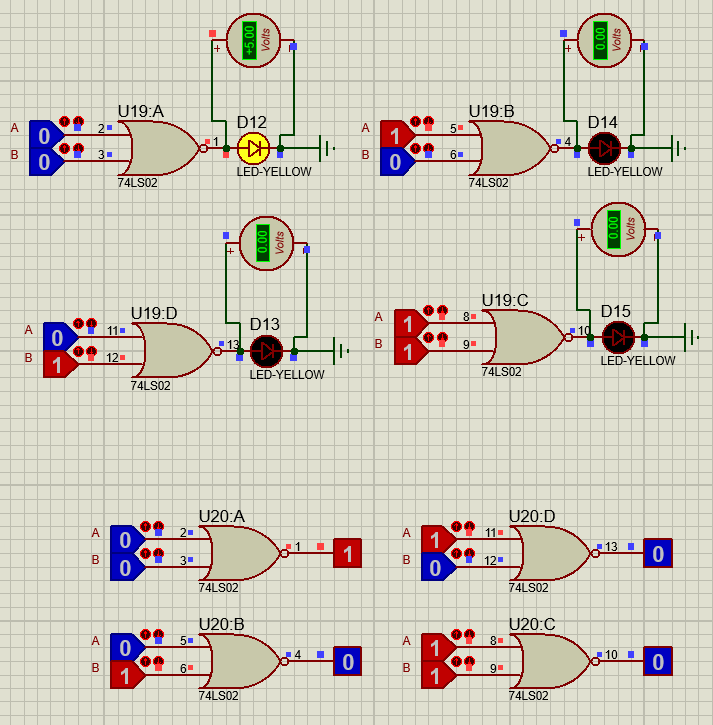 +5.00 Volts
+
U19:A
A 0 2 1 D12
B 0 3
LED-YELLOW
74LS02
0.00 Volts
+
U19:B
A 1 5 4 D14
B 0 6
LED-YELLOW
74LS02
0.00 Volts
+
U19:D
A 0 11 13 D13
B 1 12
LED-YELLOW
74LS02
0.00 Volts
+
U19:C
A 1 8 10 D15
B 1 9
LED-YELLOW
74LS02
U20:A
A 0 2 1 1
B 0 3
74LS02
U20:D
A 1 11 13 0
B 0 12
74LS02
U20:B
A 0 5 4 0
B 1 6
74LS02
U20:C
A 1 8 10 0
B 1 9
74LS02